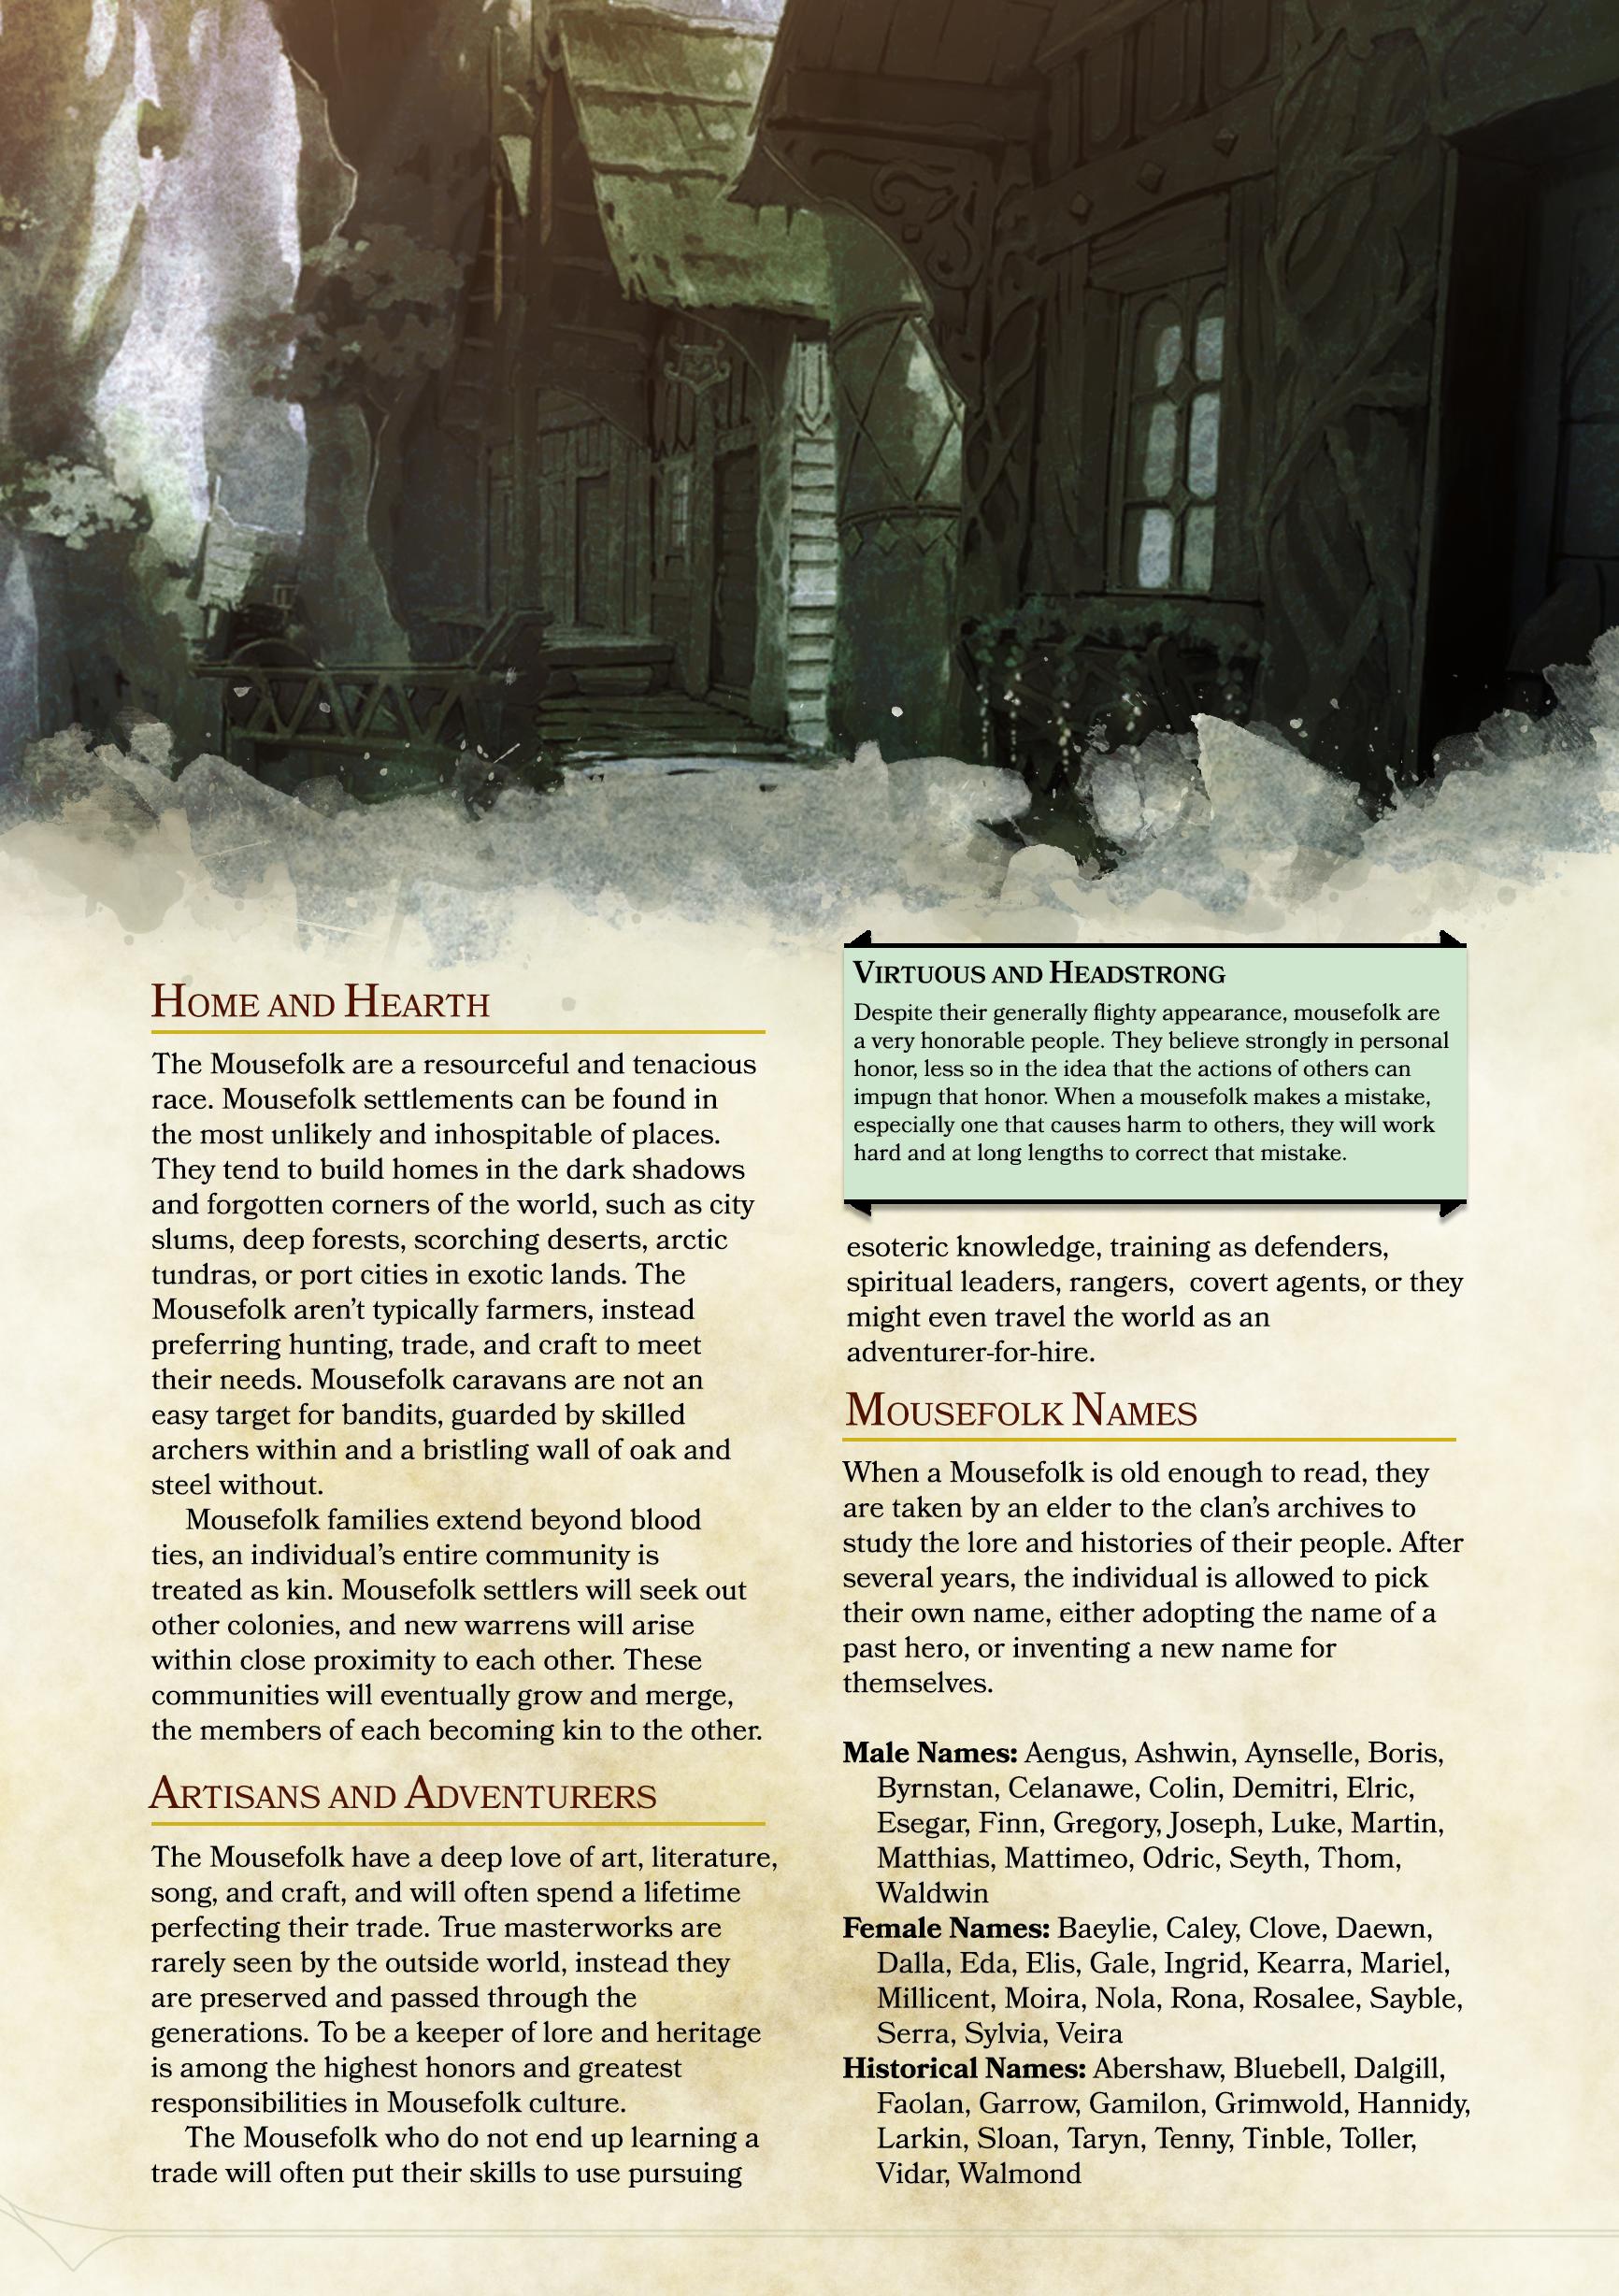 Home and Hearth
The Mousefolk are a resourceful and tenacious
race. Mousefolk settlements can be found in
the most unlikely and inhospitable of places.
They tend to build homes in the dark shadows
and forgotten corners of the world, such as city
slums, deep forests, scorching deserts, arctic
tundras, or port cities in exotic lands. The
Mousefolk aren't typically farmers, instead
preferring hunting, trade, and craft to meet
their needs. Mousefolk caravans are not an
easy target for bandits, guarded by skilled
archers within and a bristling wall of oak and
steel without.
Mousefolk families extend beyond blood
ties, an individual's entire community is
treated as kin. Mousefolk settlers will seek out
other colonies, and new warrens will arise
within close proximity to each other. These
communities will eventually grow and merge,
the members of each becoming kin to the other.
Artisans and Adventurers
The Mousefolk have a deep love of art, literature,
song, and craft, and will often spend a lifetime
perfecting their trade. True masterworks are
rarely seen by the outside world, instead they
are preserved and passed through the
generations. To be a keeper of lore and heritage
is among the highest honors and greatest
responsibilities in Mousefolk culture.
The Mousefolk who do not end up learning a
trade will often put their skills to use pursuing
Virtuous and Headstrong
Despite their generally flighty appearance, mousefolk are
a very honorable people. They believe strongly in personal
honor, less so in the idea that the actions of others can
impugn that honor. When a mousefolk makes a mistake,
especially one that causes harm to others, they will work
hard and at long lengths to correct that mistake.
esoteric knowledge, training as defenders,
spiritual leaders, rangers,  covert agents, or they
might even travel the world as an
adventurer-for-hire.
Mousefolk Names
When a Mousefolk is old enough to read, they
are taken by an elder to the clan's archives to
study the lore and histories of their people. After
several years, the individual is allowed to pick
their own name, either adopting the name of a
past hero, or inventing a new name for
themselves.
Male Names: Aengus, Ashwin, Aynselle, Boris,
Byrnstan, Celanawe, Colin, Demitri, Elric,
Esegar, Finn, Gregory, Joseph, Luke, Martin,
Matthias, Mattimeo, Odric, Seyth, Thom,
Waldwin
Female Names: Baeylie, Caley, Clove, Daewn,
Dalla, Eda, Elis, Gale, Ingrid, Kearra, Mariel,
Millicent, Moira, Nola, Rona, Rosalee, Sayble,
Serra, Sylvia, Veira
Historical Names: Abershaw, Bluebell, Dalgill,
Faolan, Garrow, Gamilon, Grimwold, Hannidy,
Larkin, Sloan, Taryn, Tenny, Tinble, Toller,
Vidar, Walmond